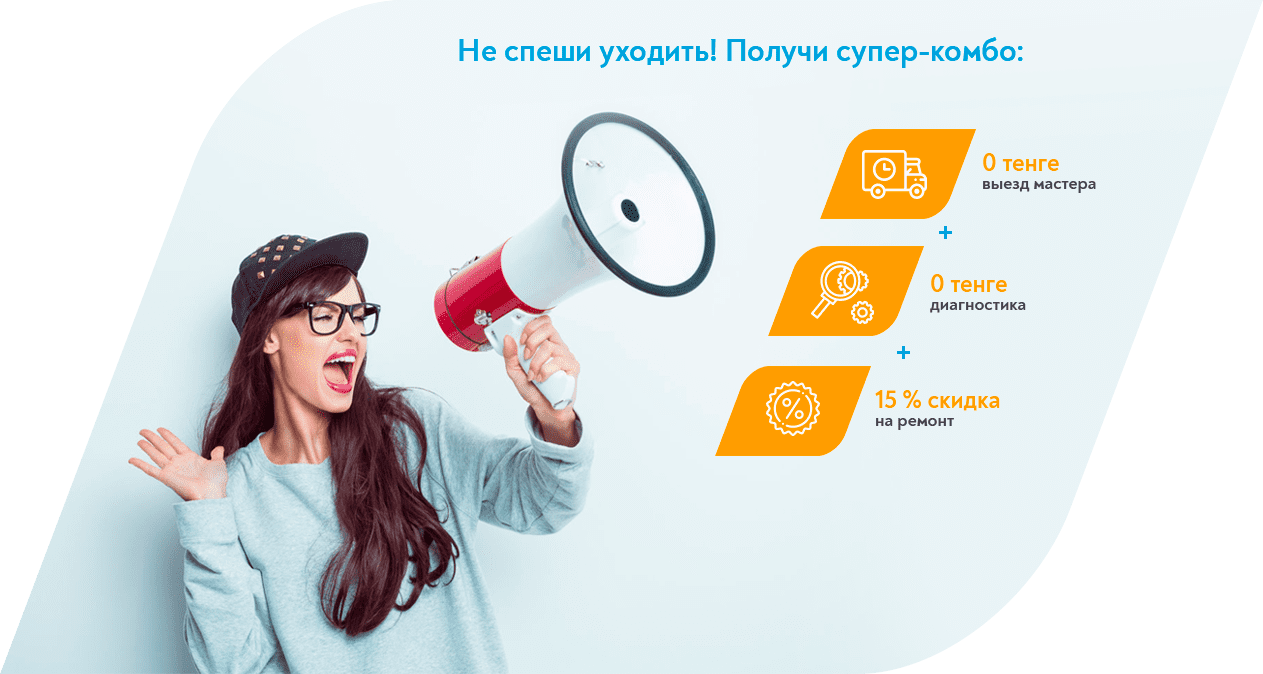 Не спеши уходить! Получи супер-комбо:
0 тенге
выезд мастера
+
0 тенге
диагностика
+
15 % скидка
на ремонт